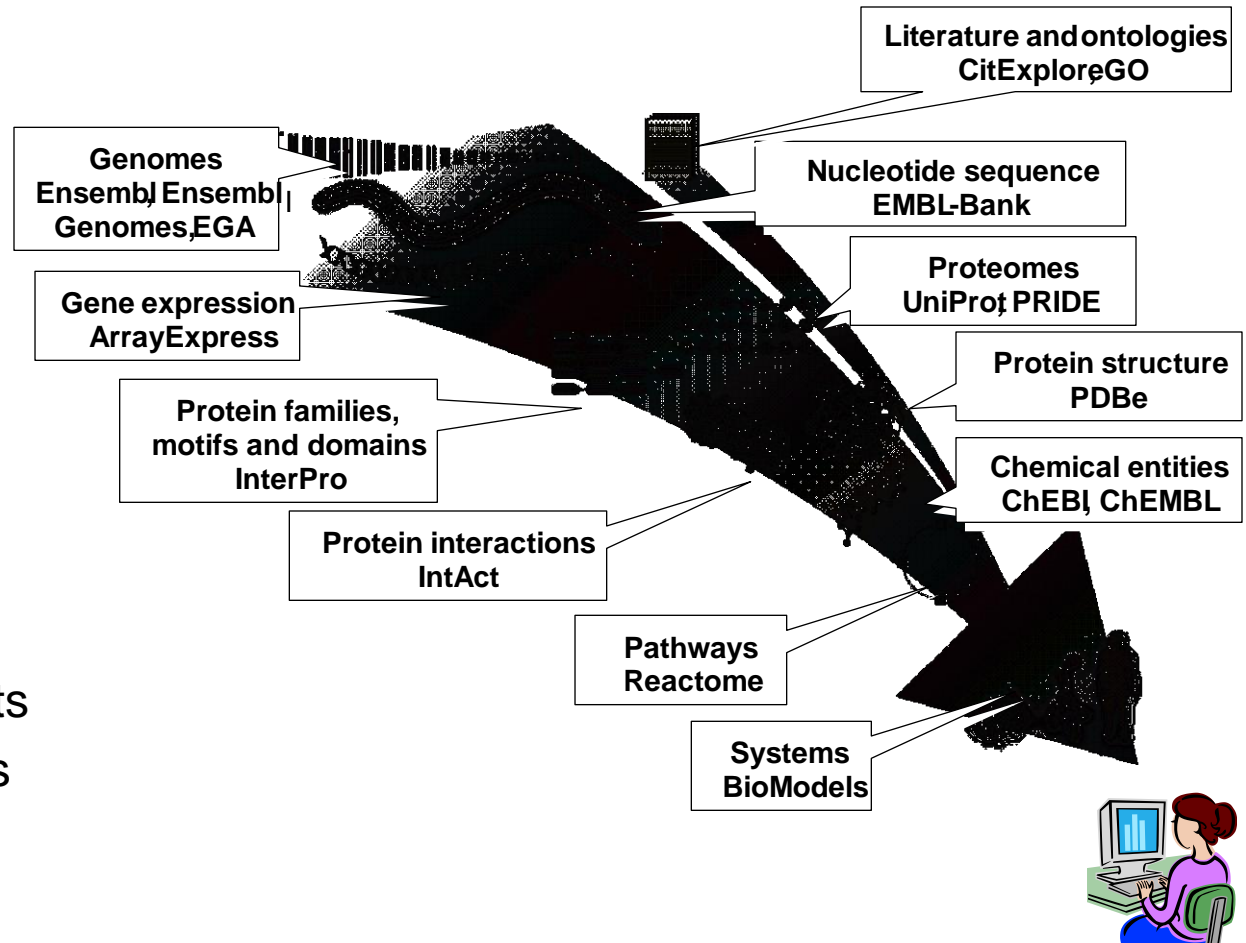 Literature andontologies
CitExplore,GO
Genomes
Ensembl, Ensembl
Genomes,EGA
Nucleotide sequence
EMBL-Bank
Proteomes
UniProt, PRIDE
Gene expression
ArrayExpress
Protein structure
PDBe
Protein families,
motifs and domains
InterPro
Chemical entities
ChEBI, ChEMBL
Protein interactions
IntAct
Pathways
Reactome
ts
s
Systems
BioModels